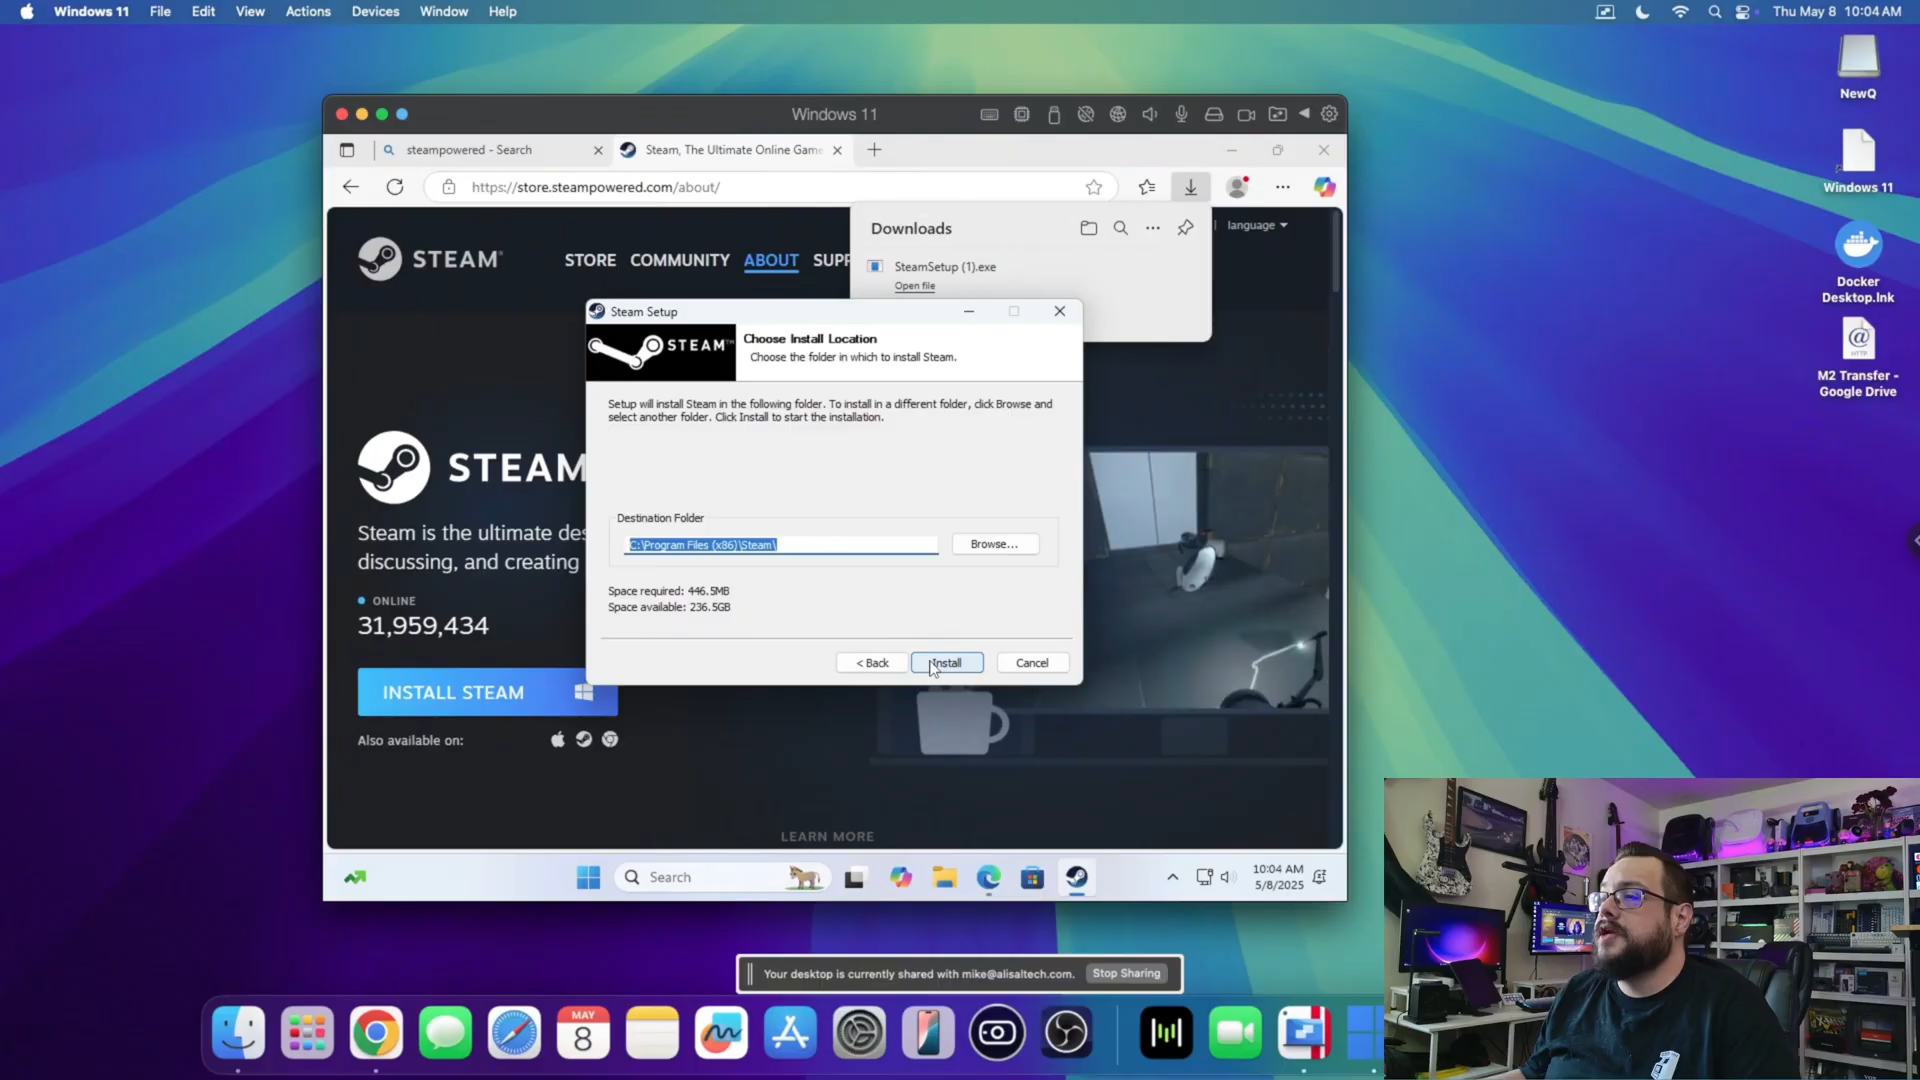 Windows 11 File Edit View Actions Devices Window Help
Thu May 8 10:04 AM
NewQ
Windows 11
Docker
Desktop.lnk
HTTP
M2 Transfer -
Google Drive
Windows 11
steampowered - Search
Steam, The Ultimate Online Game
https://store.steampowered.com/about/
language
STEAM
STORE COMMUNITY ABOUT SUPP
Downloads
SteamSetup (1).exe
Open file
Steam Setup
STEAM™
Choose Install Location
Choose the folder in which to install Steam.
Setup will install Steam in the following folder. To install in a different folder, click Browse and
select another folder. Click Install to start the installation.
Destination Folder
C:\Program Files (x86)\Steam\
Browse...
Space required: 446.5MB
Space available: 236.5GB
< Back Install Cancel
STEAM
Steam is the ultimate des
discussing, and creating
ONLINE
31,959,434
INSTALL STEAM
Also available on:
LEARN MORE
Search
10:04 AM
5/8/2025
Your desktop is currently shared with mike@alisaltech.com. Stop Sharing
MAY
8